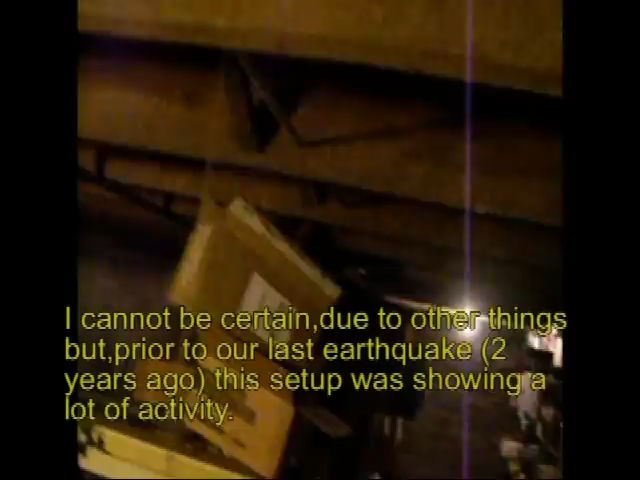 I cannot be certain,due to other things
but,prior to our last earthquake (2
years ago) this setup was showing a
lot of activity.